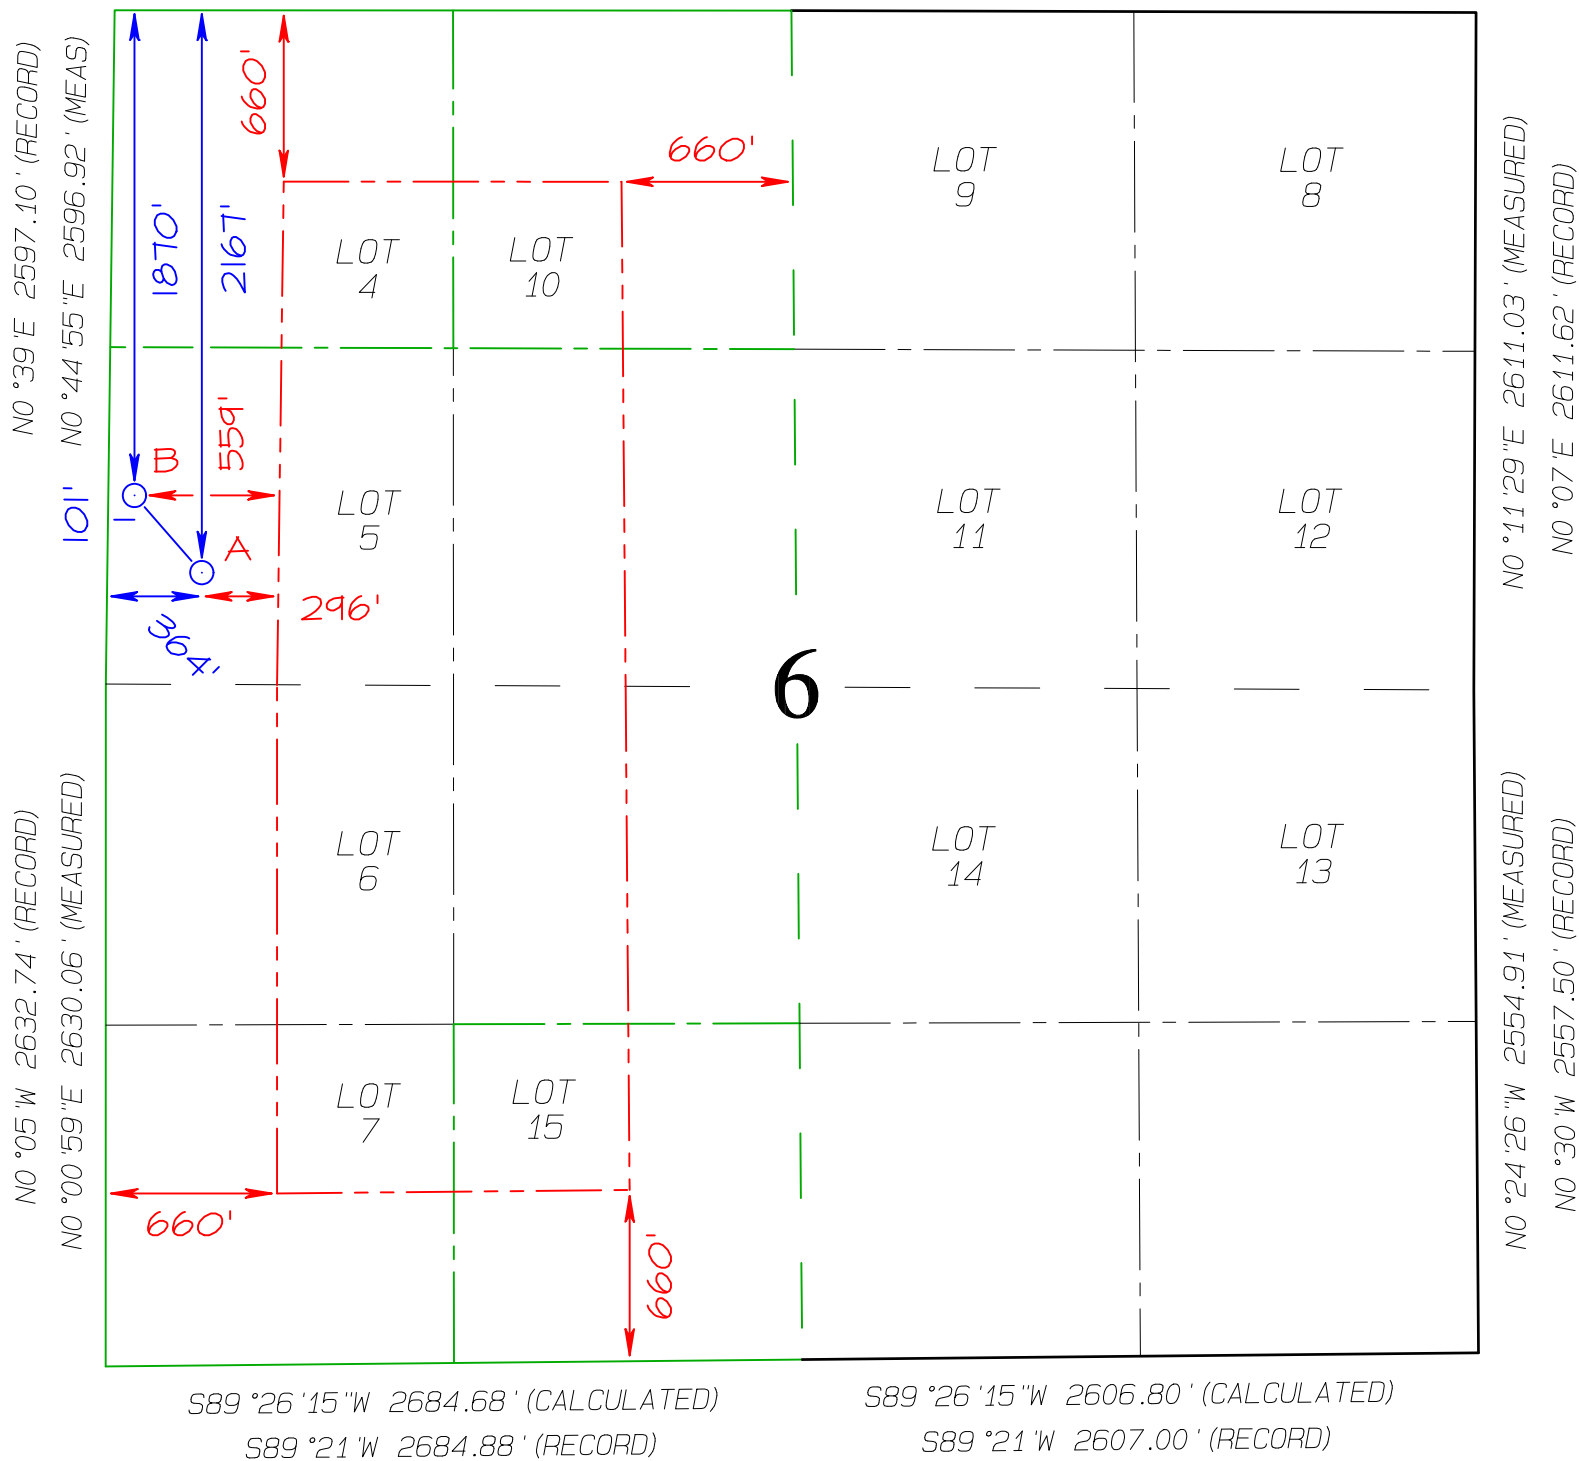 N0°39'E 2597.10' (RECORD)
N0°44'55"E 2596.92' (MEAS)
660'
1870'
2167'
660'
LOT
4
LOT
10
LOT
9
LOT
8
N0°11'29"E 2611.03' (MEASURED)
N0°07'E 2611.62' (RECORD)
101'
B
559'
A
364'
296'
LOT
5
LOT
11
LOT
12
6
N0°05'W 2632.74' (RECORD)
N0°00'59"E 2630.06' (MEASURED)
LOT
6
LOT
14
LOT
13
N0°24'26"W 2554.91' (MEASURED)
N0°30'W 2557.50' (RECORD)
LOT
7
LOT
15
660'
660'
S89°26'15"W 2684.68' (CALCULATED)
S89°21'W 2684.88' (RECORD)
S89°26'15"W 2606.80' (CALCULATED)
S89°21'W 2607.00' (RECORD)